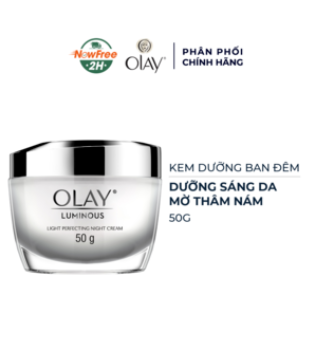 NowFree
2H
OLAY
PHÂN PHỐI
CHÍNH HÃNG
OLAY
LUMINOUS
LIGHT PERFECTING NIGHT CREAM
50 g
KEM DƯỠNG BAN ĐÊM
DƯỠNG SÁNG DA
MỜ THÂM NÁM
50G